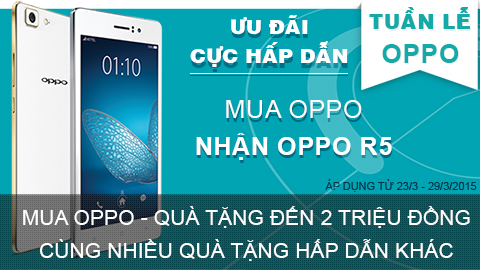 TUẦN LỄ
OPPO
ƯU ĐÃI
CỰC HẤP DẪN
MUA OPPO
NHẬN OPPO R5
oppo
01:10
ÁP DỤNG TỪ 23/3 - 29/3/2015
MUA OPPO - QUÀ TẶNG ĐẾN 2 TRIỆU ĐỒNG
CÙNG NHIỀU QUÀ TẶNG HẤP DẪN KHÁC